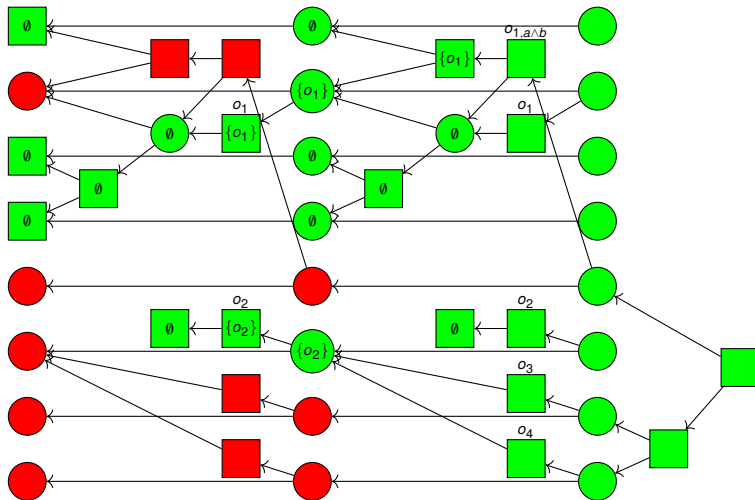 ∅ ∅
o₁,ₐ∧b
{o₁}
{o₁}
o₁ o₁
∅ {o₁} ∅
∅ ∅
∅ ∅
∅ ∅
o₂ o₂
∅ {o₂} ∅
{o₂}
o₃
o₄